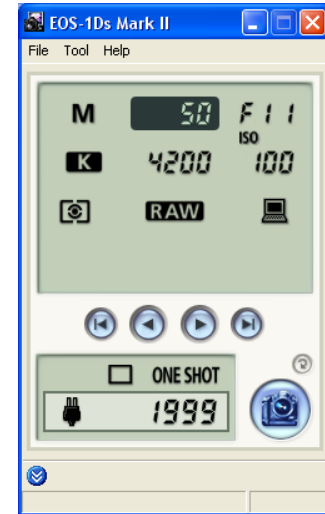 EOS-1Ds Mark II
File Tool Help
M 50 F11
ISO
K 4200 100
RAW
ONE SHOT
1999